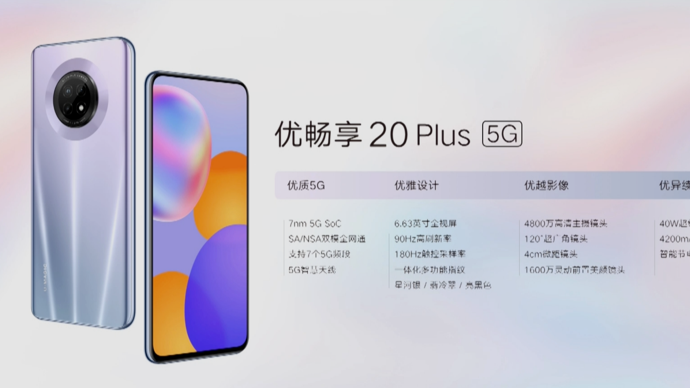 优畅享 20 Plus 5G
优质5G
7nm 5G SoC
SA/NSA双模全网通
支持7个5G频段
5G智慧天线
优雅设计
6.63英寸全视屏
90Hz高刷新率
180Hz触控采样率
一体化多功能指纹
星河银 / 翡冷翠 / 亮黑色
优越影像
4800万高清主摄镜头
120°超广角镜头
4cm微距镜头
1600万灵动前置美颜镜头
优异续
40W超
4200m
智能节